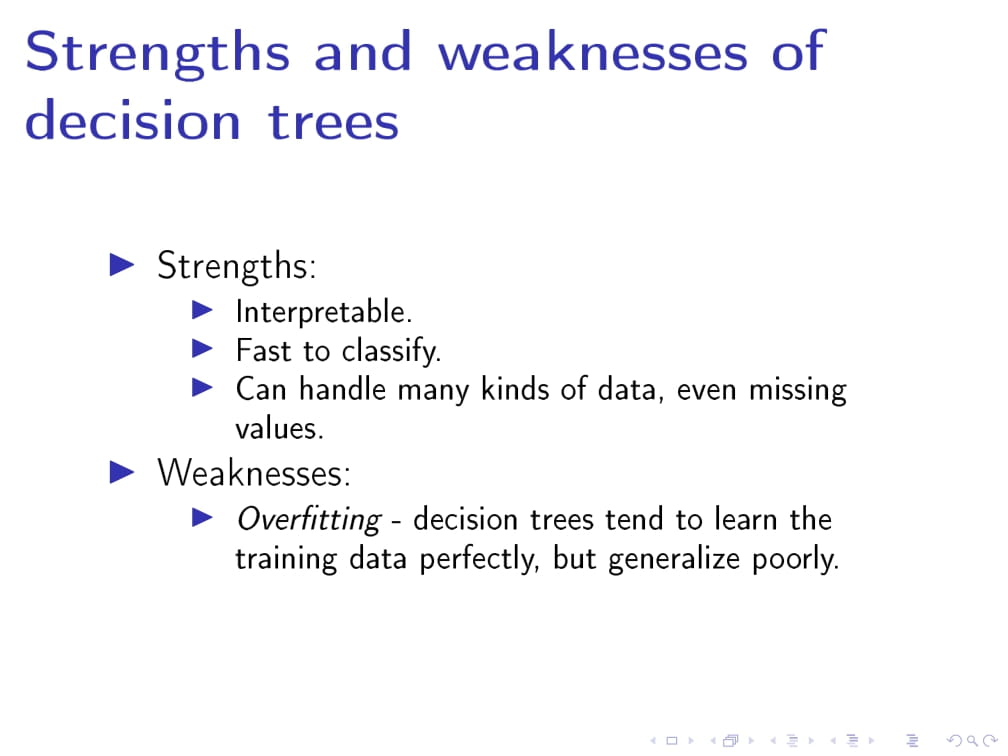 Strengths and weaknesses of
decision trees
Strengths:
Interpretable.
Fast to classify.
Can handle many kinds of data, even missing
values.
Weaknesses:
Overfitting - decision trees tend to learn the
training data perfectly, but generalize poorly.